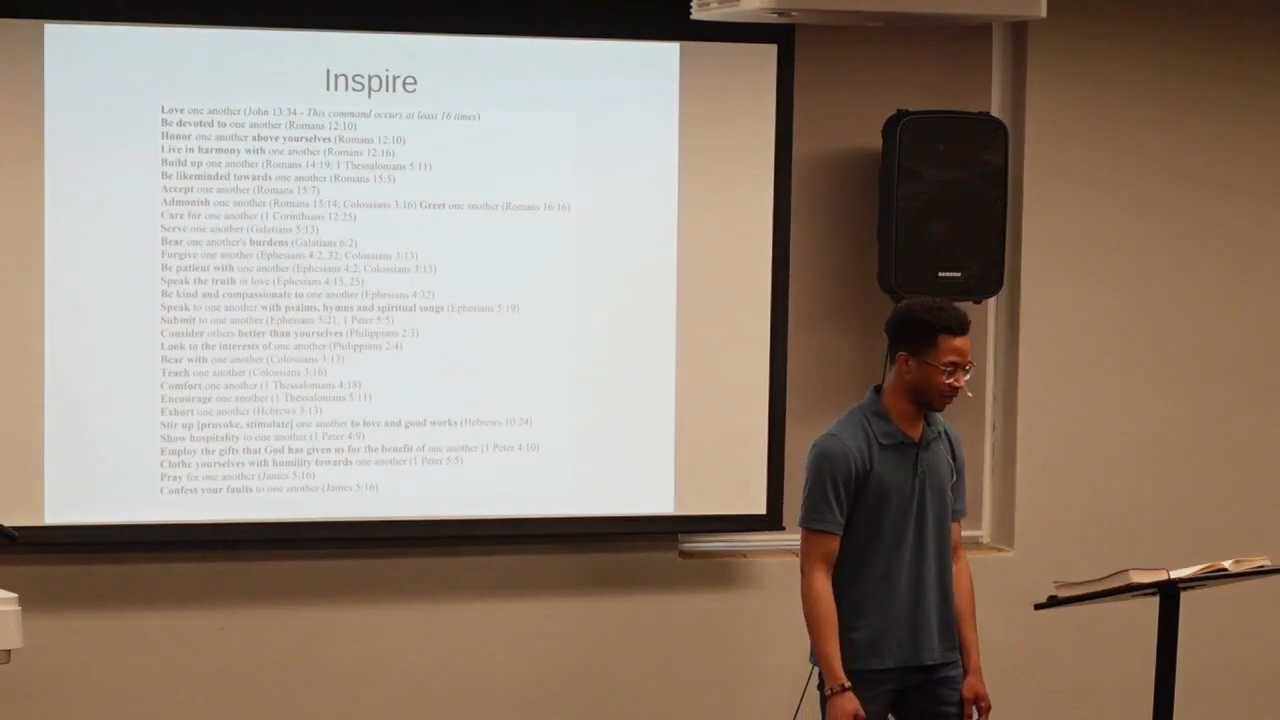 Inspire
Love one another (John 13:34 - This command occurs at least 16 times)
Be devoted to one another (Romans 12:10)
Honor one another above yourselves (Romans 12:10)
Live in harmony with one another (Romans 12:16)
Build up one another (Romans 14:19; 1 Thessalonians 5:11)
Be likeminded towards one another (Romans 15:5)
Accept one another (Romans 15:7)
Admonish one another (Romans 15:14; Colossians 3:16) Greet one another (Romans 16:16)
Care for one another (1 Corinthians 12:25)
Serve one another (Galatians 5:13)
Bear one another's burdens (Galatians 6:2)
Forgive one another (Ephesians 4:2, 32; Colossians 3:13)
Be patient with one another (Ephesians 4:2; Colossians 3:13)
Speak the truth in love (Ephesians 4:15, 25)
Be kind and compassionate to one another (Ephesians 4:32)
Speak to one another with psalms, hymns and spiritual songs (Ephesians 5:19)
Submit to one another (Ephesians 5:21, 1 Peter 5:5)
Consider others better than yourselves (Philippians 2:3)
Look to the interests of one another (Philippians 2:4)
Bear with one another (Colossians 3:13)
Teach one another (Colossians 3:16)
Comfort one another (1 Thessalonians 4:18)
Encourage one another (1 Thessalonians 5:11)
Exhort one another (Hebrews 3:13)
Stir up [provoke, stimulate] one another to love and good works (Hebrews 10:24)
Show hospitality to one another (1 Peter 4:9)
Employ the gifts that God has given us for the benefit of one another (1 Peter 4:10)
Clothe yourselves with humility towards one another (1 Peter 5:5)
Pray for one another (James 5:16)
Confess your faults to one another (James 5:16)
SAMSON